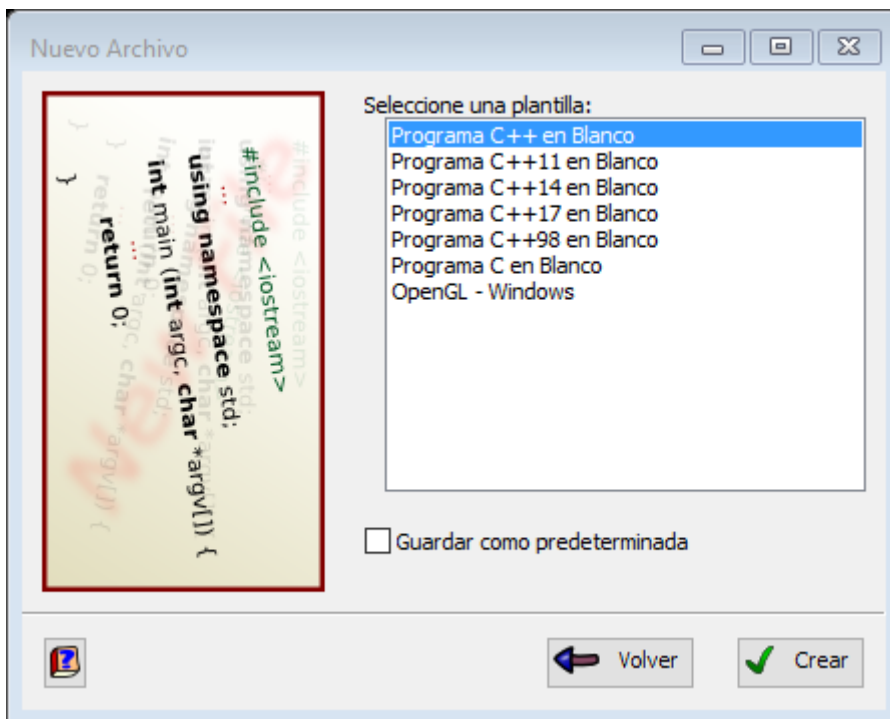 Nuevo Archivo
Seleccione una plantilla:
Programa C++ en Blanco
Programa C++11 en Blanco
Programa C++14 en Blanco
Programa C++17 en Blanco
Programa C++98 en Blanco
Programa C en Blanco
OpenGL - Windows
#include <iostream>
using namespace std;
...
int main (int argc, char *argv[]) {
...
return 0;
}
Guardar como predeterminada
Volver
Crear